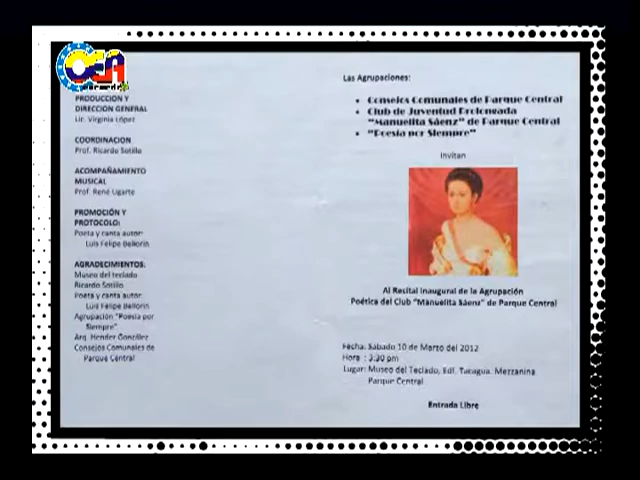 PRODUCCION Y
DIRECCION GENERAL
Lic. Virginia López
COORDINACION
Prof. Ricardo Sotillo
ACOMPAÑAMIENTO
MUSICAL
Prof. René Ugarte
PROMOCIÓN Y
PROTOCOLO:
Poeta y canta autor:
Luis Felipe Bellorin
AGRADECIMIENTOS:
Museo del teclado
Ricardo Sotillo
Poeta y canta autor
Luis Felipe Bellorin
Agrupación "Poesía por
Siempre"
Arq. Hender González
Consejos Comunales de
Parque Central
Las Agrupaciones:
• Consejos Comunales de Parque Central
• Club de Juventud Prolongada
"Manuelita Sáenz" de Parque Central
• "Poesía por Siempre"
Invitan
Al Recital Inaugural de la Agrupación
Poética del Club "Manuelita Sáenz" de Parque Central
Fecha: Sábado 10 de Marzo del 2012
Hora : 3:30 pm
Lugar: Museo del Teclado, Edf. Tacagua. Mezzanina
Parque Central
Entrada Libre